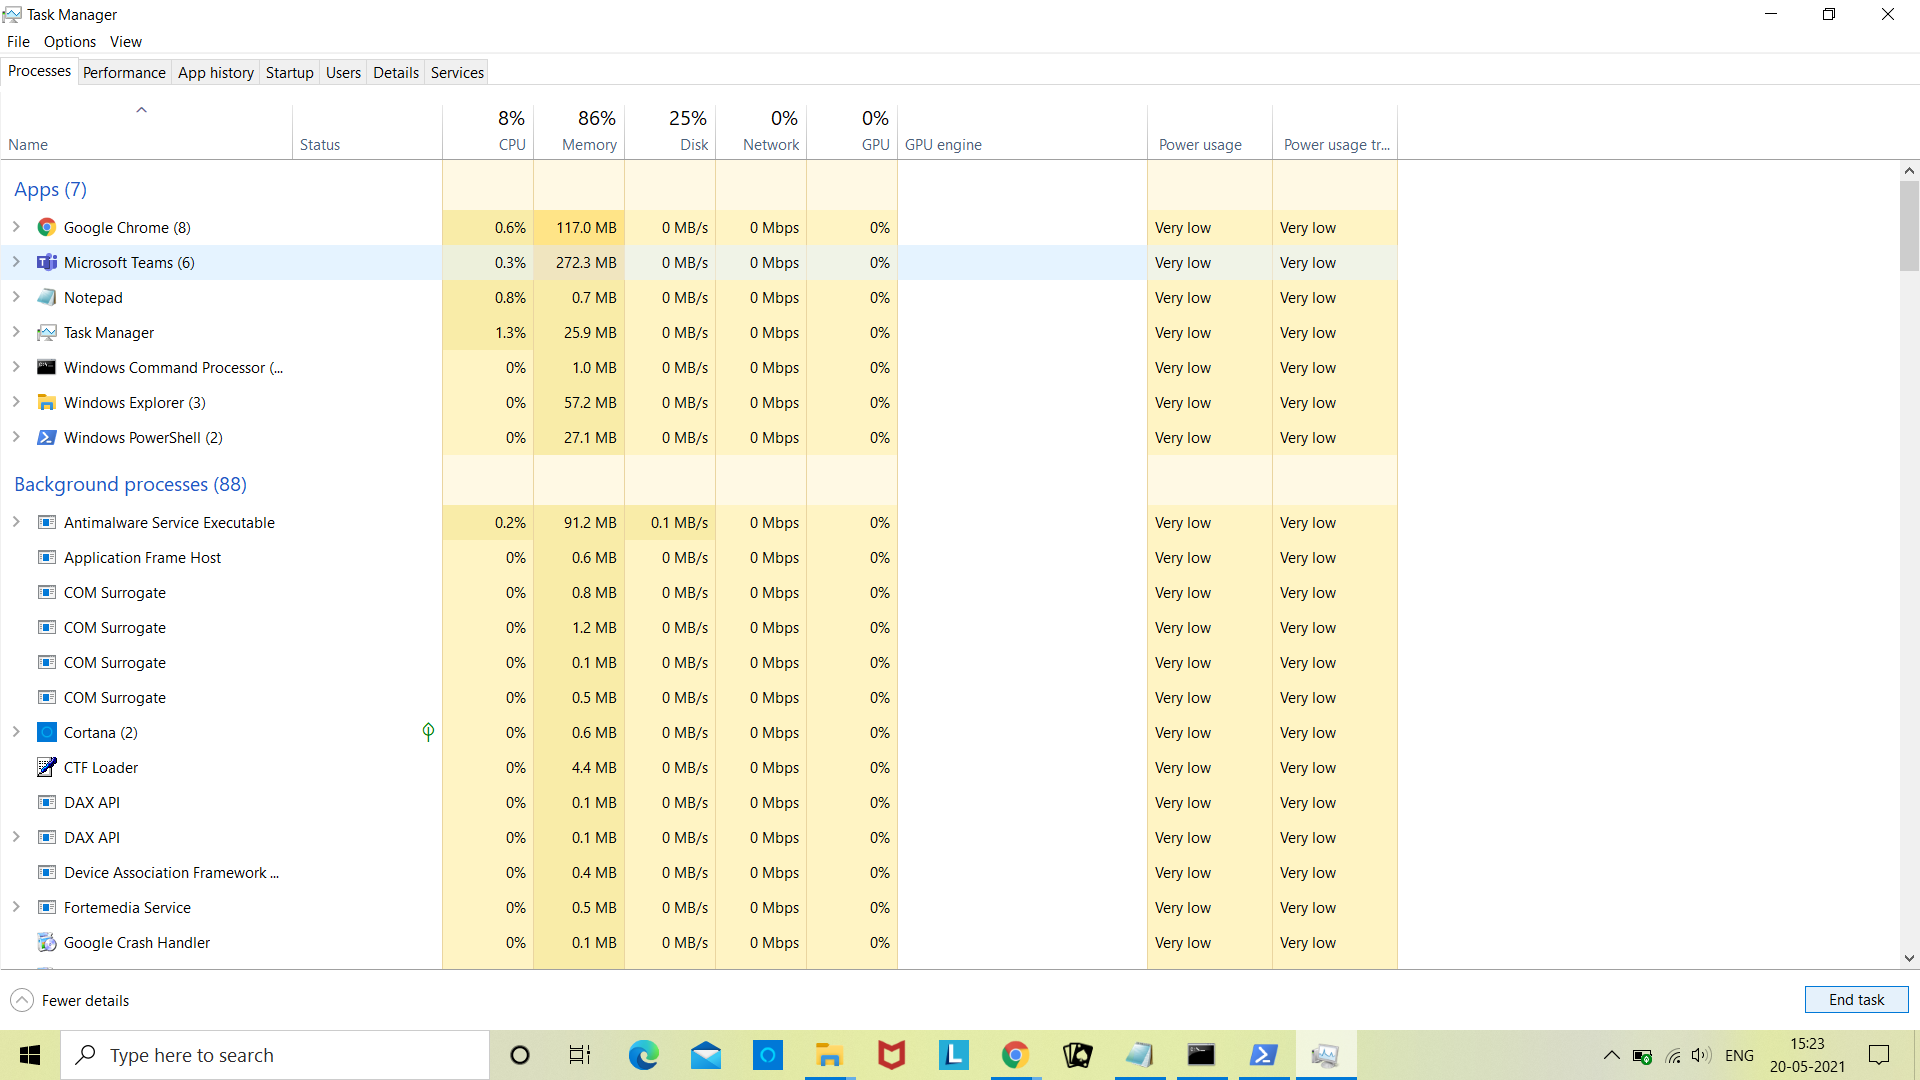 Task Manager
File Options View
Processes Performance App history Startup Users Details Services
8% 86% 25% 0% 0%
Name Status CPU Memory Disk Network GPU GPU engine Power usage Power usage tr...
Apps (7)
Google Chrome (8) 0.6% 117.0 MB 0 MB/s 0 Mbps 0% Very low Very low
Microsoft Teams (6) 0.3% 272.3 MB 0 MB/s 0 Mbps 0% Very low Very low
Notepad 0.8% 0.7 MB 0 MB/s 0 Mbps 0% Very low Very low
Task Manager 1.3% 25.9 MB 0 MB/s 0 Mbps 0% Very low Very low
Windows Command Processor (... 0% 1.0 MB 0 MB/s 0 Mbps 0% Very low Very low
Windows Explorer (3) 0% 57.2 MB 0 MB/s 0 Mbps 0% Very low Very low
Windows PowerShell (2) 0% 27.1 MB 0 MB/s 0 Mbps 0% Very low Very low
Background processes (88)
Antimalware Service Executable 0.2% 91.2 MB 0.1 MB/s 0 Mbps 0% Very low Very low
Application Frame Host 0% 0.6 MB 0 MB/s 0 Mbps 0% Very low Very low
COM Surrogate 0% 0.8 MB 0 MB/s 0 Mbps 0% Very low Very low
COM Surrogate 0% 1.2 MB 0 MB/s 0 Mbps 0% Very low Very low
COM Surrogate 0% 0.1 MB 0 MB/s 0 Mbps 0% Very low Very low
COM Surrogate 0% 0.5 MB 0 MB/s 0 Mbps 0% Very low Very low
Cortana (2) 0% 0.6 MB 0 MB/s 0 Mbps 0% Very low Very low
CTF Loader 0% 4.4 MB 0 MB/s 0 Mbps 0% Very low Very low
DAX API 0% 0.1 MB 0 MB/s 0 Mbps 0% Very low Very low
DAX API 0% 0.1 MB 0 MB/s 0 Mbps 0% Very low Very low
Device Association Framework ... 0% 0.4 MB 0 MB/s 0 Mbps 0% Very low Very low
Fortemedia Service 0% 0.5 MB 0 MB/s 0 Mbps 0% Very low Very low
Google Crash Handler 0% 0.1 MB 0 MB/s 0 Mbps 0% Very low Very low
Fewer details End task
Type here to search L ENG 15:23
20-05-2021